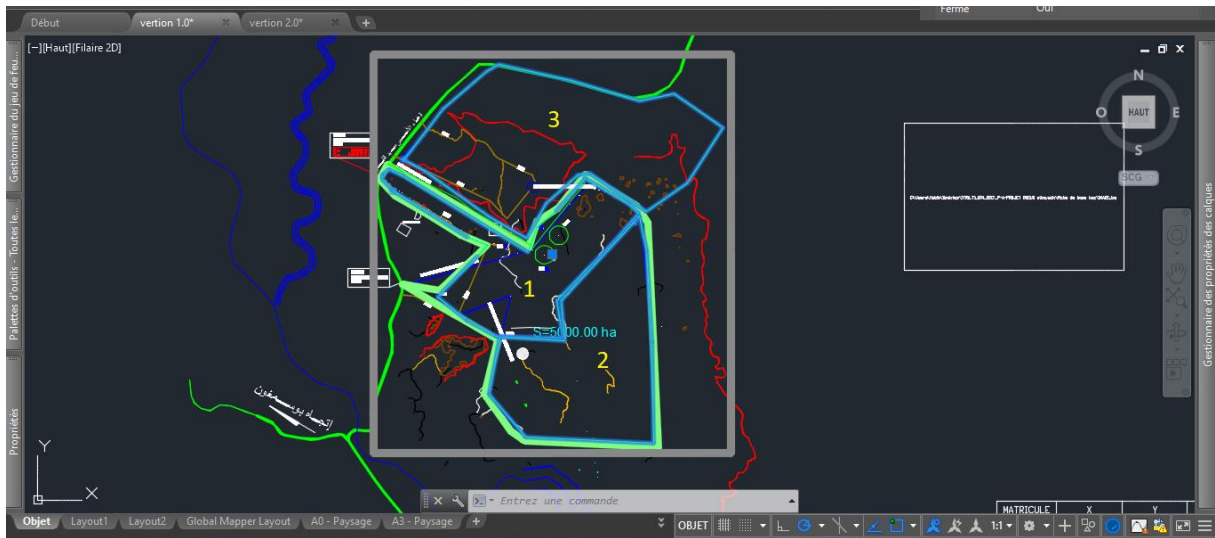 Ferme Oui
Début
vertion 1.0*
vertion 2.0*
[−][Haut][Filaire 2D]
Gestionnaire du jeu de feu...
Palettes d'outils - Toutes le...
Propriétés
Gestionnaire des propriétés des calques
N
O
HAUT
E
S
SCG
3
1
S=5000.00 ha
2
إتجاه بوسمغون
Y
X
Entrez une commande
MATRICULE X Y
Objet
Layout1
Layout2
Global Mapper Layout
A0 - Paysage
A3 - Paysage
OBJET
1:1